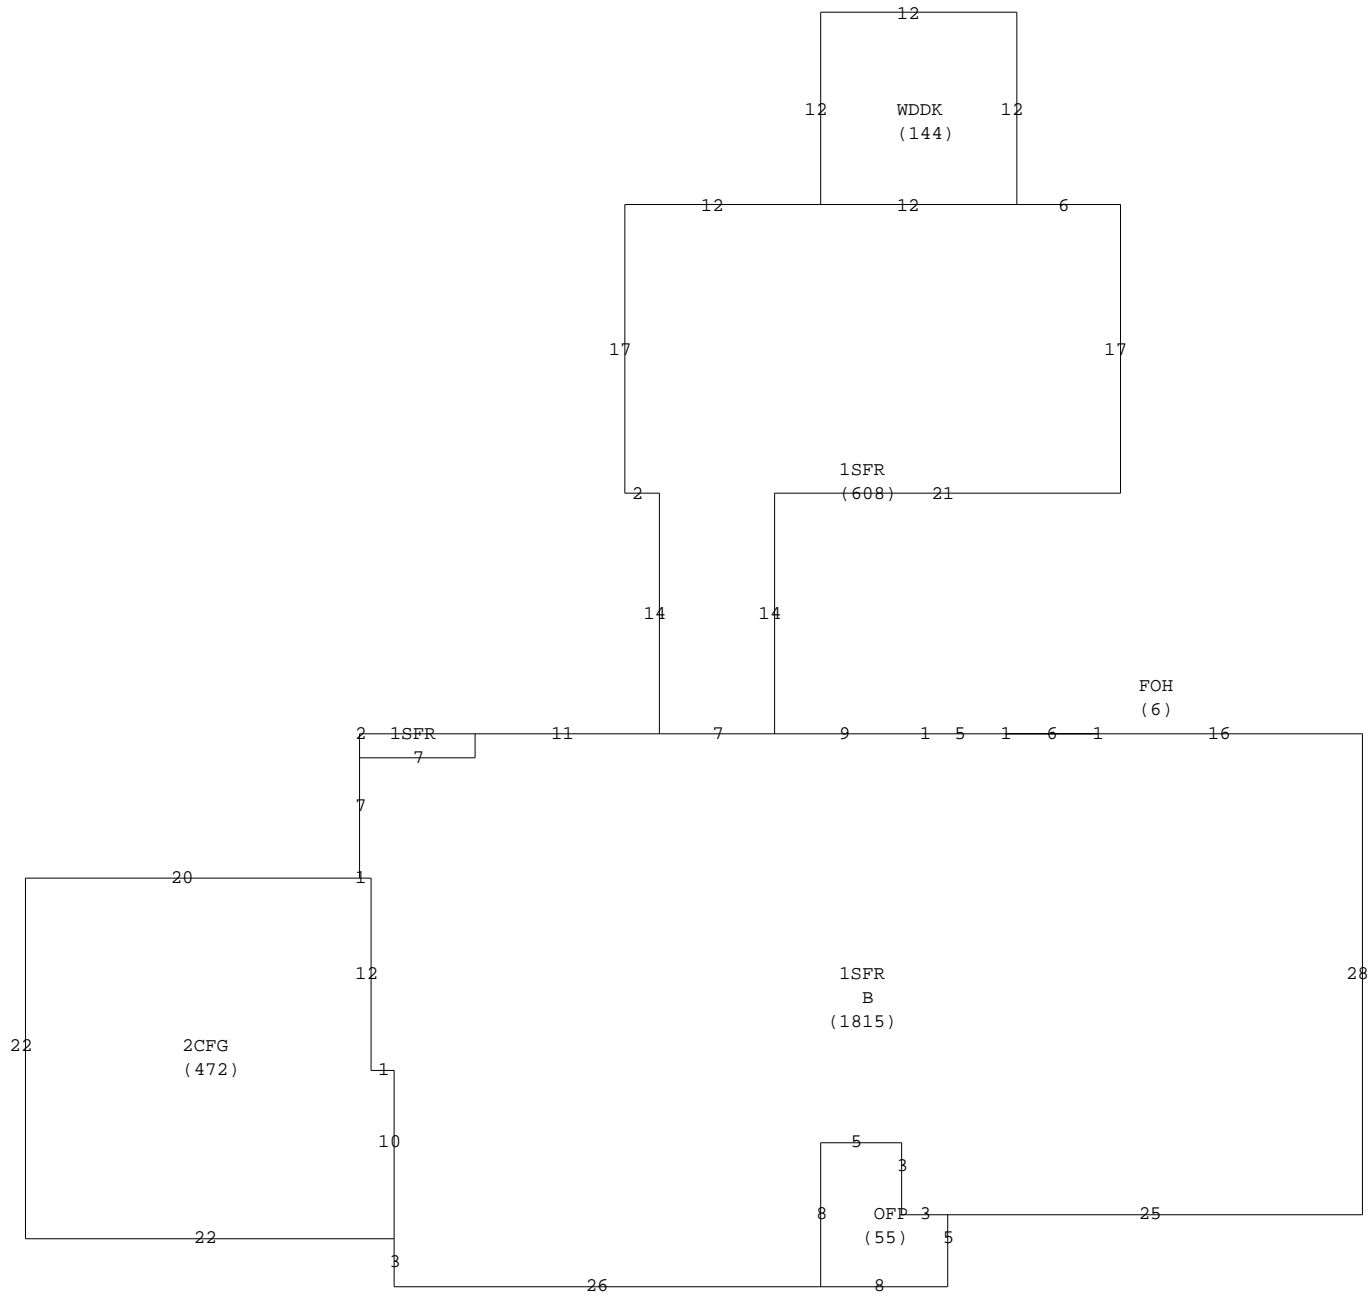 12
12 WDDK 12
(144)
12 12 6
17 17
1SFR
2 (608) 21
14 14
FOH
(6)
2 1SFR 11 7 9 1 5 1 6 1 16
7
7
20 1
12 1SFR 28
B
(1815)
22 2CFG
(472) 1
10 5
3
8 OFP 3 25
22 (55) 5
3
26 8